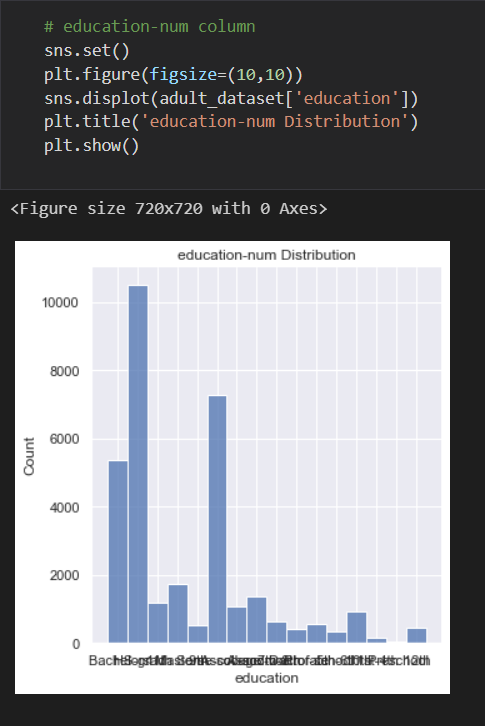 # education-num column
sns.set()
plt.figure(figsize=(10,10))
sns.displot(adult_dataset['education'])
plt.title('education-num Distribution')
plt.show()
<Figure size 720x720 with 0 Axes>
education-num Distribution
10000
8000
6000
Count
4000
2000
0
education